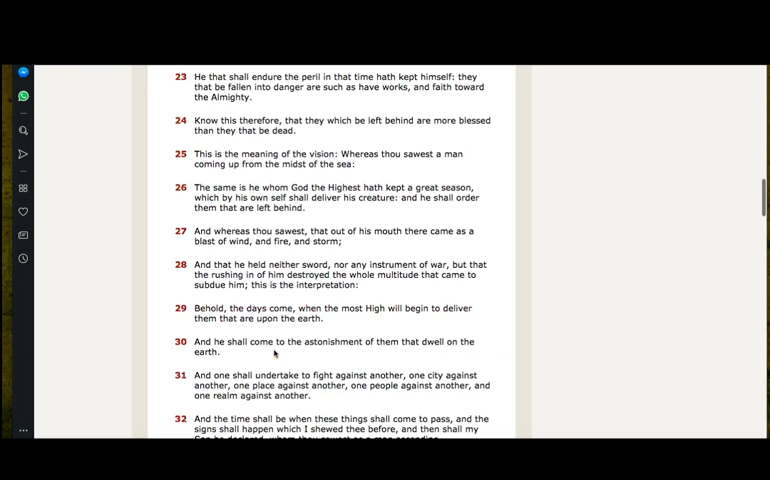 23 He that shall endure the peril in that time hath kept himself: they
that be fallen into danger are such as have works, and faith toward
the Almighty.
24 Know this therefore, that they which be left behind are more blessed
than they that be dead.
25 This is the meaning of the vision: Whereas thou sawest a man
coming up from the midst of the sea:
26 The same is he whom God the Highest hath kept a great season,
which by his own self shall deliver his creature: and he shall order
them that are left behind.
27 And whereas thou sawest, that out of his mouth there came as a
blast of wind, and fire, and storm;
28 And that he held neither sword, nor any instrument of war, but that
the rushing in of him destroyed the whole multitude that came to
subdue him; this is the interpretation:
29 Behold, the days come, when the most High will begin to deliver
them that are upon the earth.
30 And he shall come to the astonishment of them that dwell on the
earth.
31 And one shall undertake to fight against another, one city against
another, one place against another, one people against another, and
one realm against another.
32 And the time shall be when these things shall come to pass, and the
signs shall happen which I shewed thee before, and then shall my
Son be declared, whom thou sawest as a man ascending.